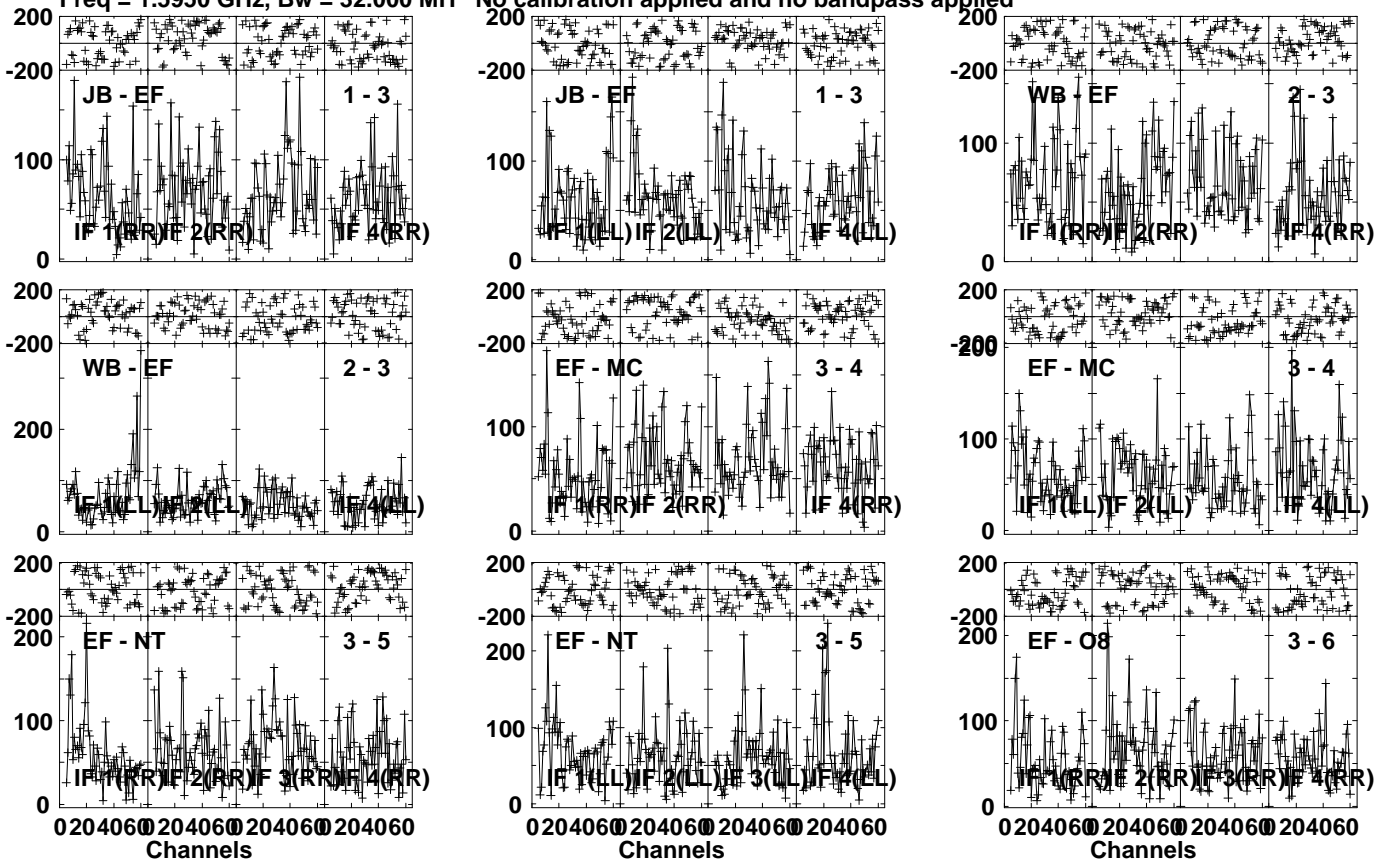 Freq = 1.5950 GHz, Bw = 32.000 MH No calibration applied and no bandpass applied
200
-200
JB - EF 1 - 3
100
IF 1(RR) IF 2(RR) IF 4(RR)
0
200
-200
JB - EF 1 - 3
100
IF 1(LL) IF 2(LL) IF 4(LL)
0
200
-200
WB - EF 2 - 3
100
IF 1(RR) IF 2(RR) IF 4(RR)
0
200
-200
WB - EF 2 - 3
200
IF 1(LL) IF 2(LL) IF 4(LL)
0
200
-200
EF - MC 3 - 4
100
IF 1(RR) IF 2(RR) IF 4(RR)
0
200
-200
200
EF - MC 3 - 4
100
IF 1(LL) IF 2(LL) IF 4(LL)
0
200
-200
200
EF - NT 3 - 5
100
IF 1(RR) IF 2(RR) IF 3(RR) IF 4(RR)
0
0 20 40 60 0 20 40 60 0 20 40 60 0 20 40 60
Channels
200
-200
200
EF - NT 3 - 5
100
IF 1(LL) IF 2(LL) IF 3(LL) IF 4(LL)
0
0 20 40 60 0 20 40 60 0 20 40 60 0 20 40 60
Channels
200
-200
200
EF - O8 3 - 6
100
IF 1(RR) IF 2(RR) IF 3(RR) IF 4(RR)
0
0 20 40 60 0 20 40 60 0 20 40 60 0 20 40 60
Channels